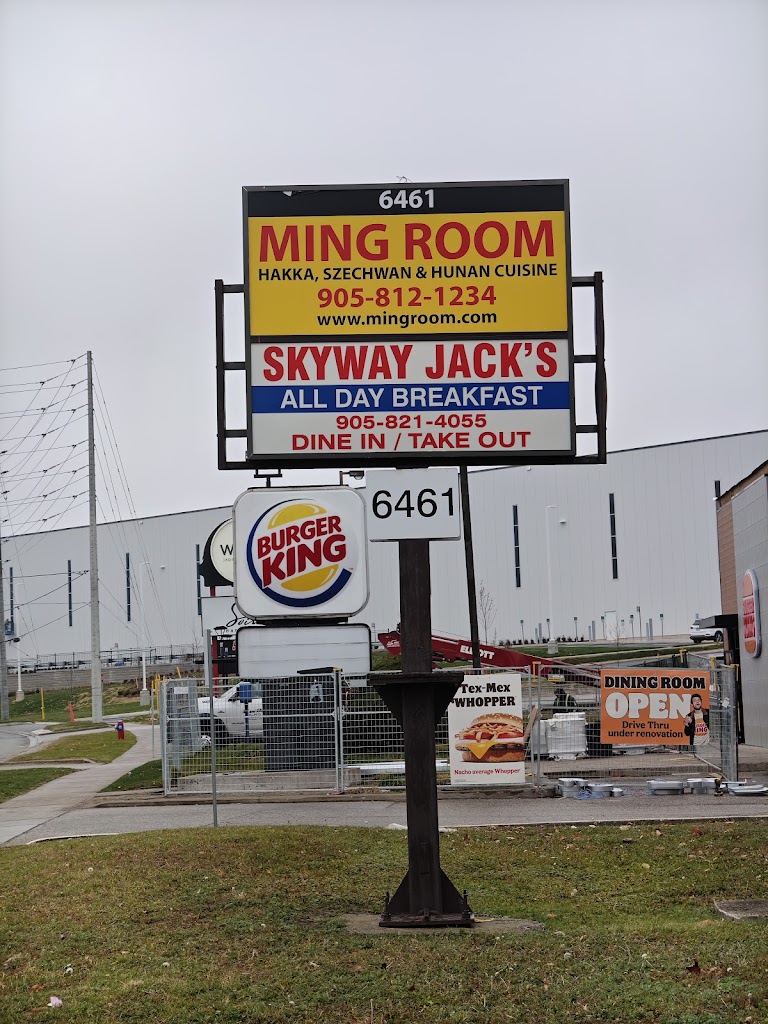 6461
MING ROOM
HAKKA, SZECHWAN & HUNAN CUISINE
905-812-1234
www.mingroom.com
SKYWAY JACK'S
ALL DAY BREAKFAST
905-821-4055
DINE IN / TAKE OUT
6461
BURGER
KING
W
ELLIOTT
Tex-Mex
WHOPPER
Nacho average Whopper
DINING ROOM
OPEN
Drive Thru
under renovation